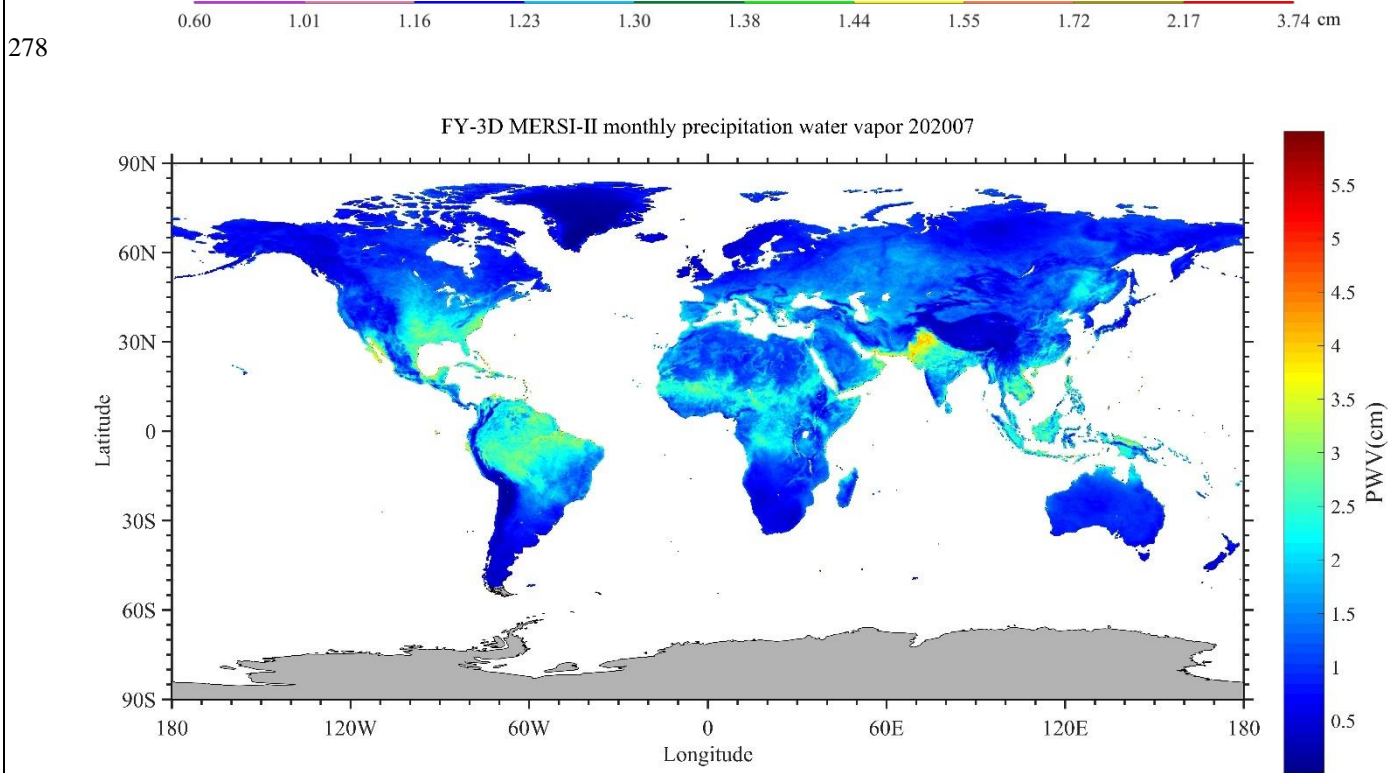 0.60 1.01 1.16 1.23 1.30 1.38 1.44 1.55 1.72 2.17 3.74 cm
278
FY-3D MERSI-II monthly precipitation water vapor 202007
90N
60N
30N
0
30S
60S
90S
Latitude
180 120W 60W 0 60E 120E 180
Longitude
5.5
5
4.5
4
3.5
3
2.5
2
1.5
1
0.5
PWV(cm)